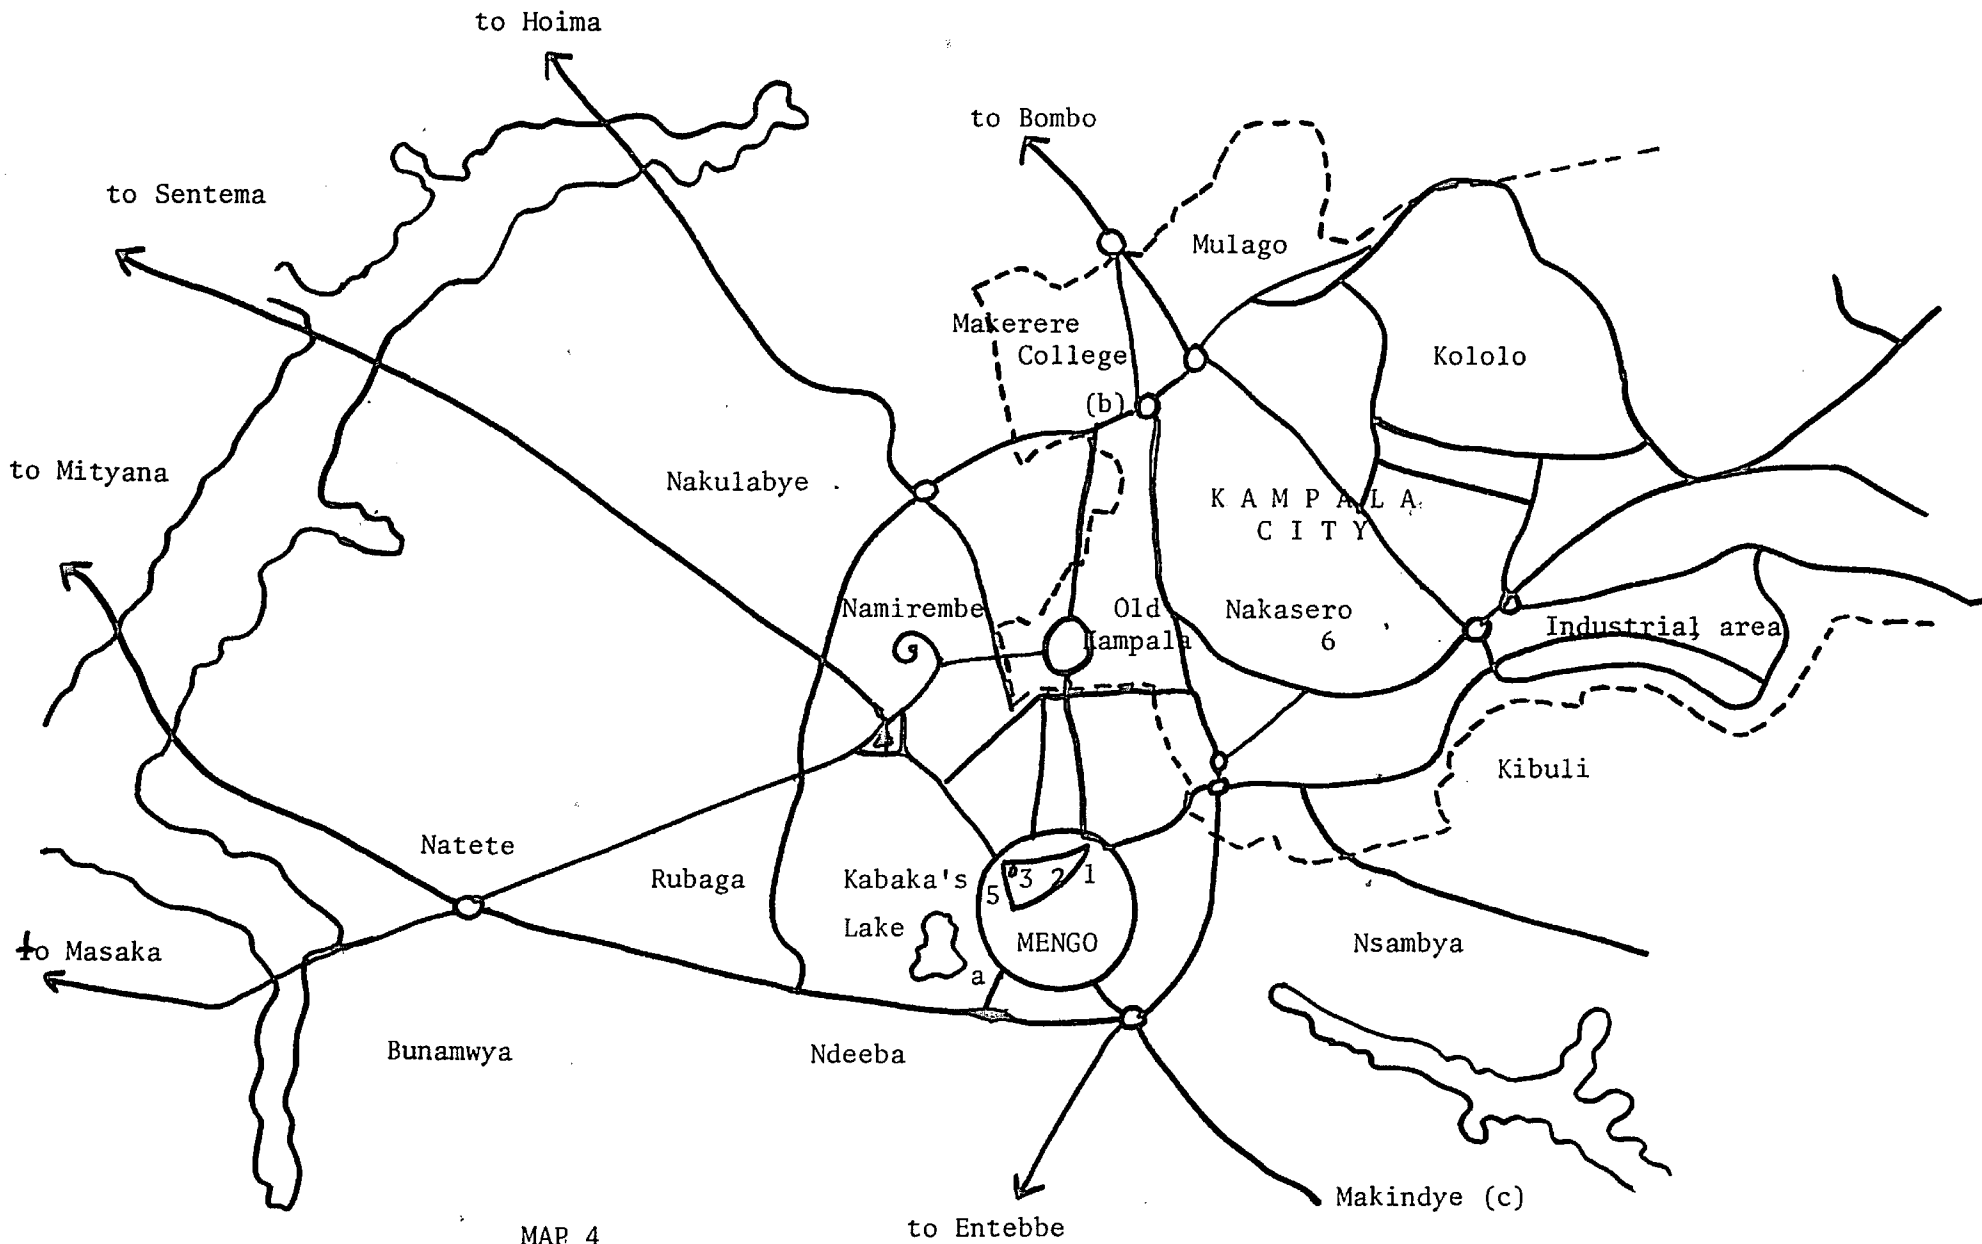 to Hoima
to Bombo
to Sentema
Mulago
Makerere
College
Kololo
(b)
to Mityana
Nakulabye
K A M P A L A
C I T Y
Namirembe
Old
Kampala
Nakasero
6
Industrial area
4
Kibuli
Natete
Rubaga
Kabaka's
Lake
5 3 2 1
MENGO
a
Nsambya
to Masaka
Bunamwya
Ndeeba
Makindye (c)
to Entebbe
MAP 4